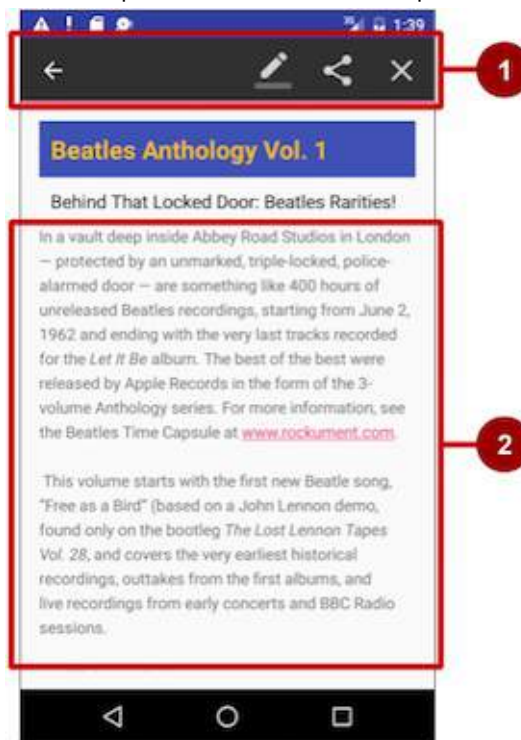 1:39
1
Beatles Anthology Vol. 1
Behind That Locked Door: Beatles Rarities!
In a vault deep inside Abbey Road Studios in London
— protected by an unmarked, triple-locked, police-
alarmed door — are something like 400 hours of
unreleased Beatles recordings, starting from June 2,
1962 and ending with the very last tracks recorded
for the Let It Be album. The best of the best were
released by Apple Records in the form of the 3-
volume Anthology series. For more information, see
the Beatles Time Capsule at www.rockument.com.
2
This volume starts with the first new Beatle song,
"Free as a Bird" (based on a John Lennon demo,
found only on the bootleg The Lost Lennon Tapes
Vol. 28, and covers the very earliest historical
recordings, outtakes from the first albums, and
live recordings from early concerts and BBC Radio
sessions.